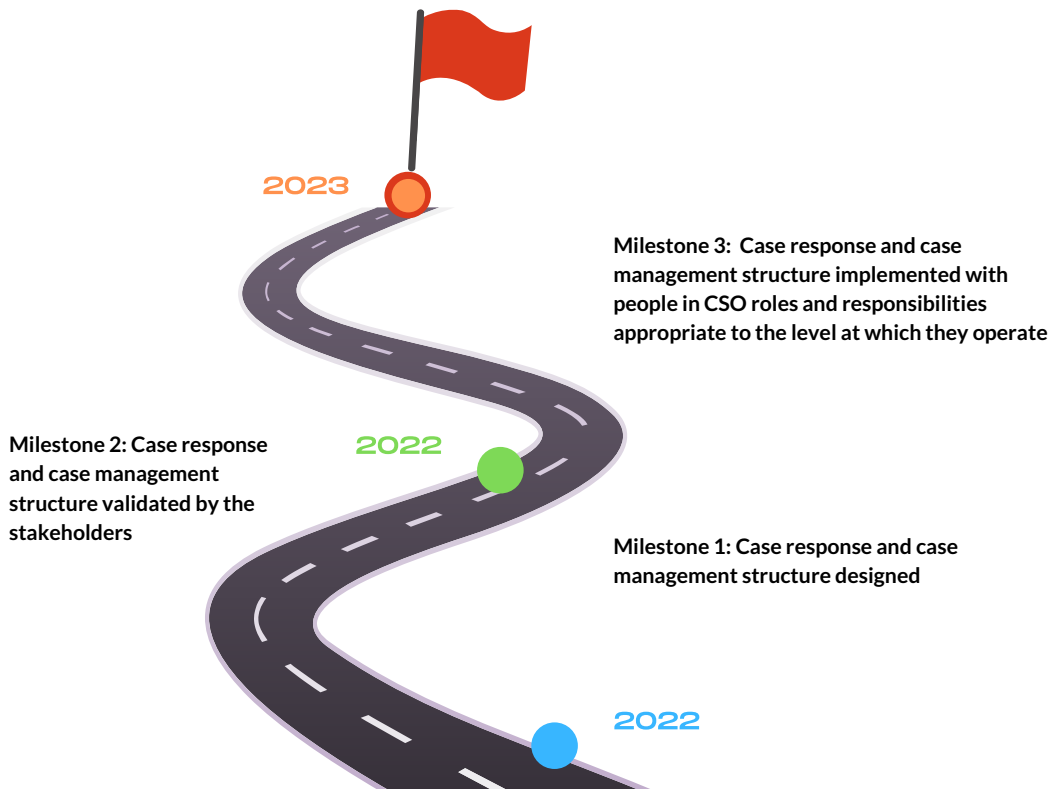 2023
Milestone 3:  Case response and case
management structure implemented with
people in CSO roles and responsibilities
appropriate to the level at which they operate
2022
Milestone 2: Case response
and case management
structure validated by the
stakeholders
Milestone 1: Case response and case
management structure designed
2022